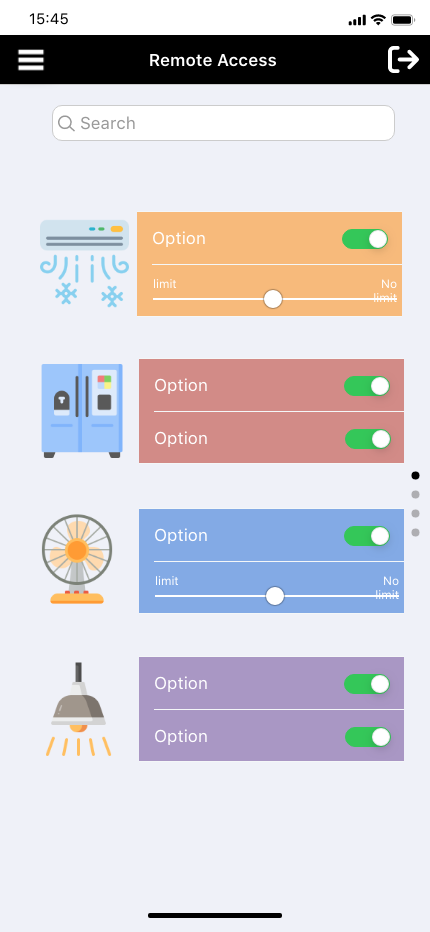 15:45
Remote Access
Search
Option
limit No
limit
Option
Option
Option
limit No
limit
Option
Option